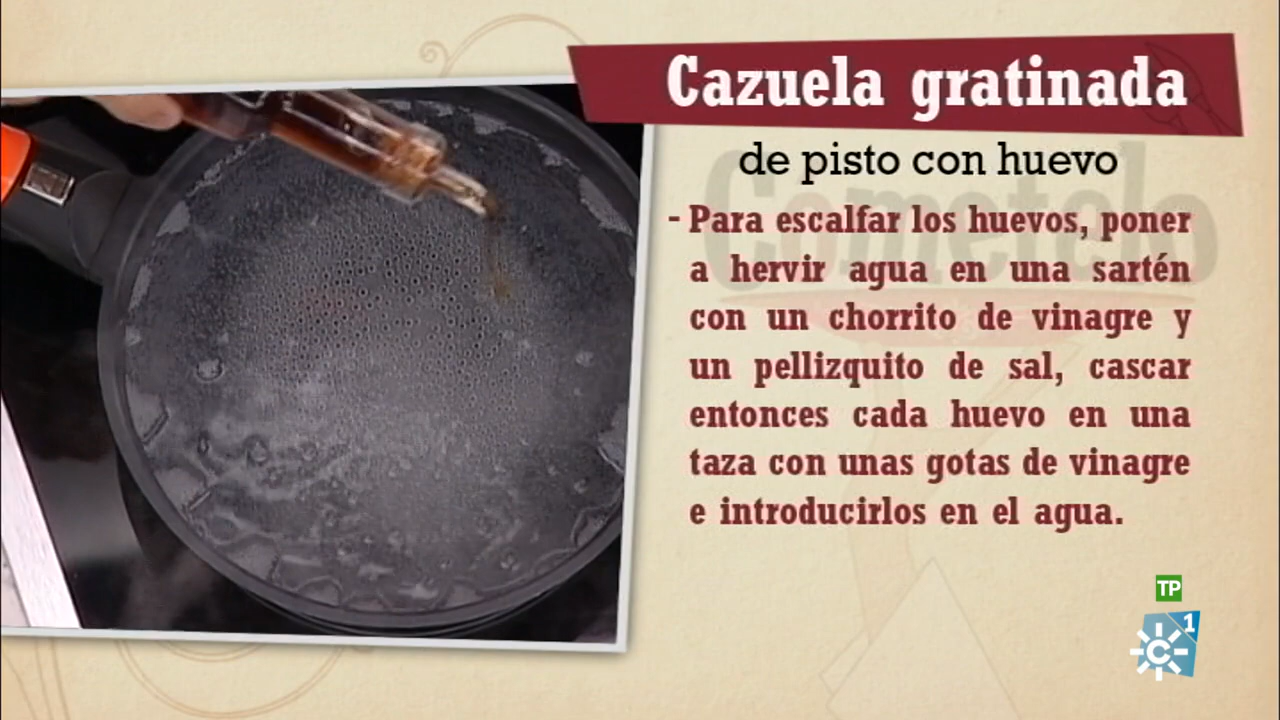 Cazuela gratinada
de pisto con huevo
Cometelo
- Para escalfar los huevos, poner
a hervir agua en una sartén
con un chorrito de vinagre y
un pellizquito de sal, cascar
entonces cada huevo en una
taza con unas gotas de vinagre
e introducirlos en el agua.
TP
1